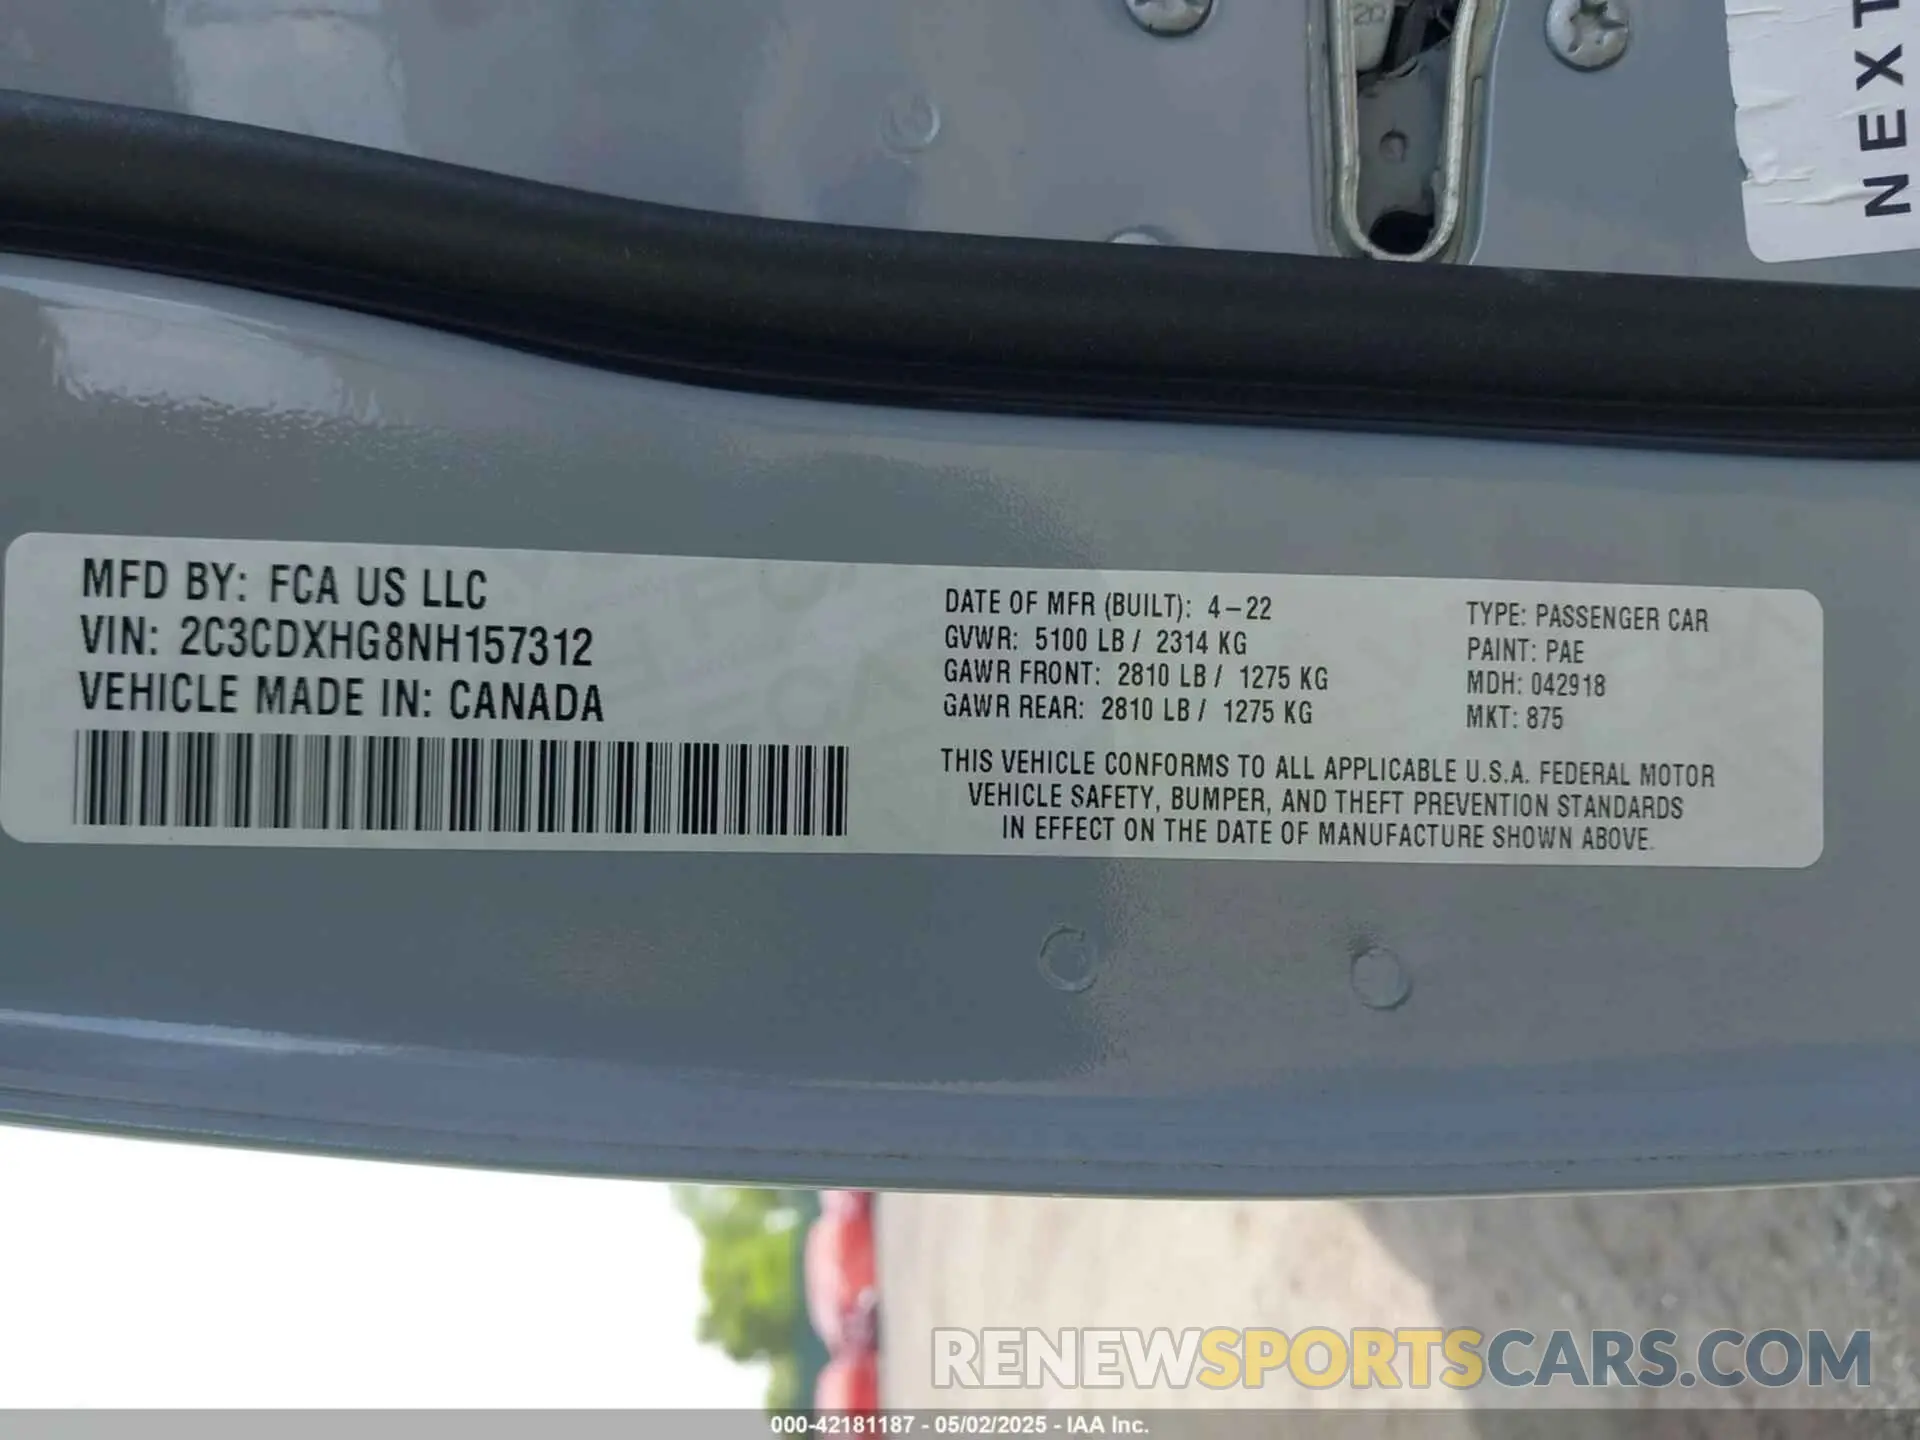 2Ω
NEXT
MFD BY: FCA US LLC
VIN: 2C3CDXHG8NH157312
VEHICLE MADE IN: CANADA
DATE OF MFR (BUILT): 4-22
GVWR: 5100 LB / 2314 KG
GAWR FRONT: 2810 LB / 1275 KG
GAWR REAR: 2810 LB / 1275 KG
TYPE: PASSENGER CAR
PAINT: PAE
MDH: 042918
MKT: 875
THIS VEHICLE CONFORMS TO ALL APPLICABLE U.S.A. FEDERAL MOTOR
VEHICLE SAFETY, BUMPER, AND THEFT PREVENTION STANDARDS
IN EFFECT ON THE DATE OF MANUFACTURE SHOWN ABOVE.
RENEWSPORTSCARS.COM
000-42181187 - 05/02/2025 - IAA Inc.